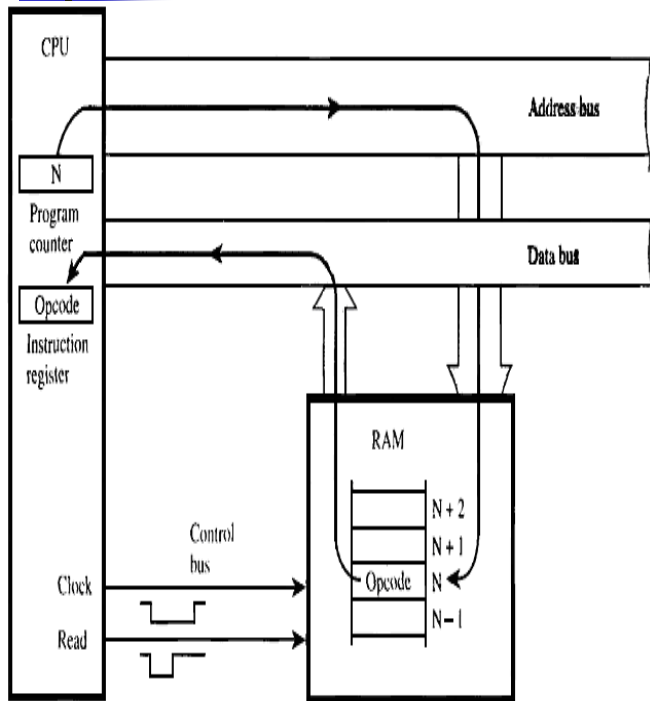 CPU
Address bus
N
Program
counter
Data bus
Opcode
Instruction
register
RAM
N + 2
Control
bus
N + 1
Clock
Opcode
N
N – 1
Read